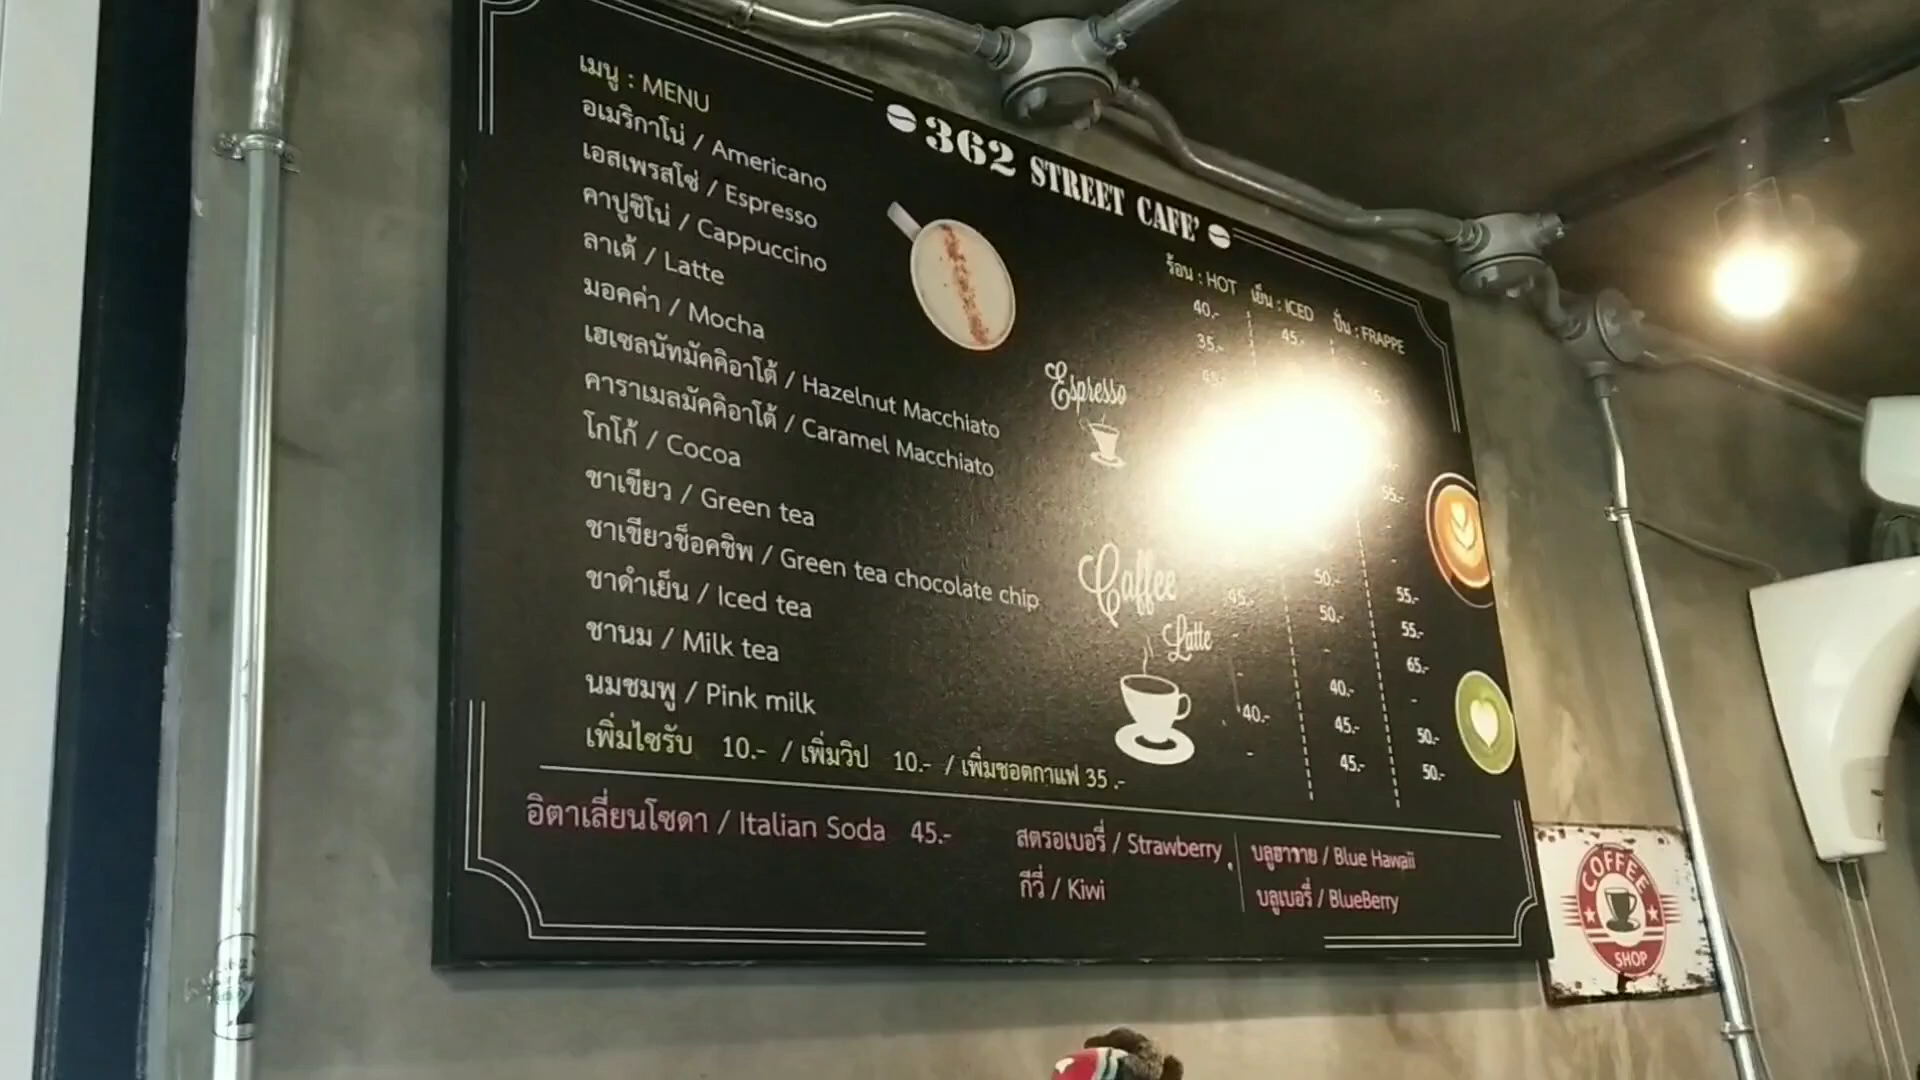 362 STREET CAFE'
เมนู : MENU
ร้อน : HOT เย็น : ICED ปั่น : FRAPPE
อเมริกาโน่ / Americano 40.- 45.- -
เอสเพรสโซ่ / Espresso 35.-
คาปูชิโน่ / Cappuccino 45.-
ลาเต้ / Latte
มอคค่า / Mocha
เฮเซลนัทมัคคิอาโต้ / Hazelnut Macchiato
คาราเมลมัคคิอาโต้ / Caramel Macchiato
โกโก้ / Cocoa 45.- 50.- 55.-
ชาเขียว / Green tea - 50.- 55.-
ชาเขียวช็อคชิพ / Green tea chocolate chip - - 65.-
ชาดำเย็น / Iced tea - 40.- -
ชานม / Milk tea 40.- 45.- 50.-
นมชมพู / Pink milk - 45.- 50.-
Espresso
Coffee
Latte
เพิ่มไซรับ 10.- / เพิ่มวิป 10.- / เพิ่มชอตกาแฟ 35 .-
อิตาเลี่ยนโซดา / Italian Soda 45.-
สตรอเบอรี่ / Strawberry
กีวี่ / Kiwi
บลูฮาวาย / Blue Hawaii
บลูเบอรี่ / BlueBerry
COFFEE
SHOP